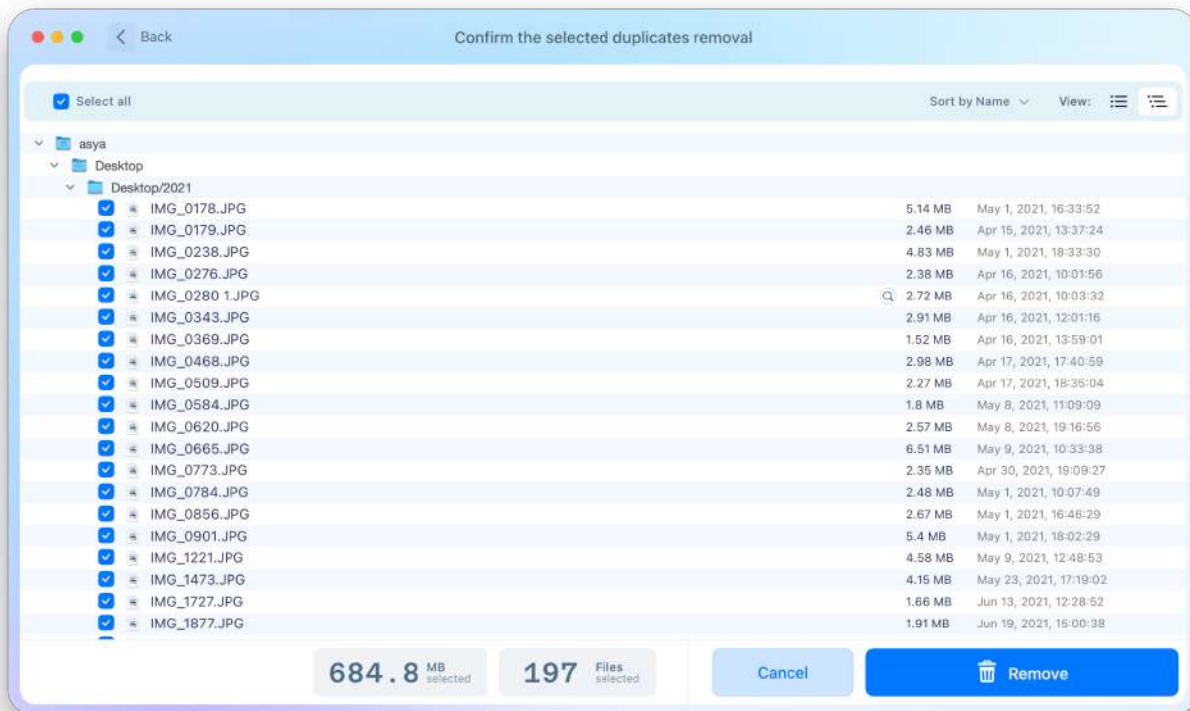 Back
Confirm the selected duplicates removal
Select all
Sort by Name
View:
asya
Desktop
Desktop/2021
IMG_0178.JPG 5.14 MB May 1, 2021, 16:33:52
IMG_0179.JPG 2.46 MB Apr 15, 2021, 13:37:24
IMG_0238.JPG 4.83 MB May 1, 2021, 18:33:30
IMG_0276.JPG 2.38 MB Apr 16, 2021, 10:01:56
IMG_0280 1.JPG 2.72 MB Apr 16, 2021, 10:03:32
IMG_0343.JPG 2.91 MB Apr 16, 2021, 12:01:16
IMG_0369.JPG 1.52 MB Apr 16, 2021, 13:59:01
IMG_0468.JPG 2.98 MB Apr 17, 2021, 17:40:59
IMG_0509.JPG 2.27 MB Apr 17, 2021, 18:35:04
IMG_0584.JPG 1.8 MB May 8, 2021, 11:09:09
IMG_0620.JPG 2.57 MB May 8, 2021, 19:16:56
IMG_0665.JPG 6.51 MB May 9, 2021, 10:33:38
IMG_0773.JPG 2.35 MB Apr 30, 2021, 19:09:27
IMG_0784.JPG 2.48 MB May 1, 2021, 10:07:49
IMG_0856.JPG 2.67 MB May 1, 2021, 16:46:29
IMG_0901.JPG 5.4 MB May 1, 2021, 18:02:29
IMG_1221.JPG 4.58 MB May 9, 2021, 12:48:53
IMG_1473.JPG 4.15 MB May 23, 2021, 17:19:02
IMG_1727.JPG 1.66 MB Jun 13, 2021, 12:28:52
IMG_1877.JPG 1.91 MB Jun 19, 2021, 15:00:38
684.8 MB selected
197 Files selected
Cancel
Remove